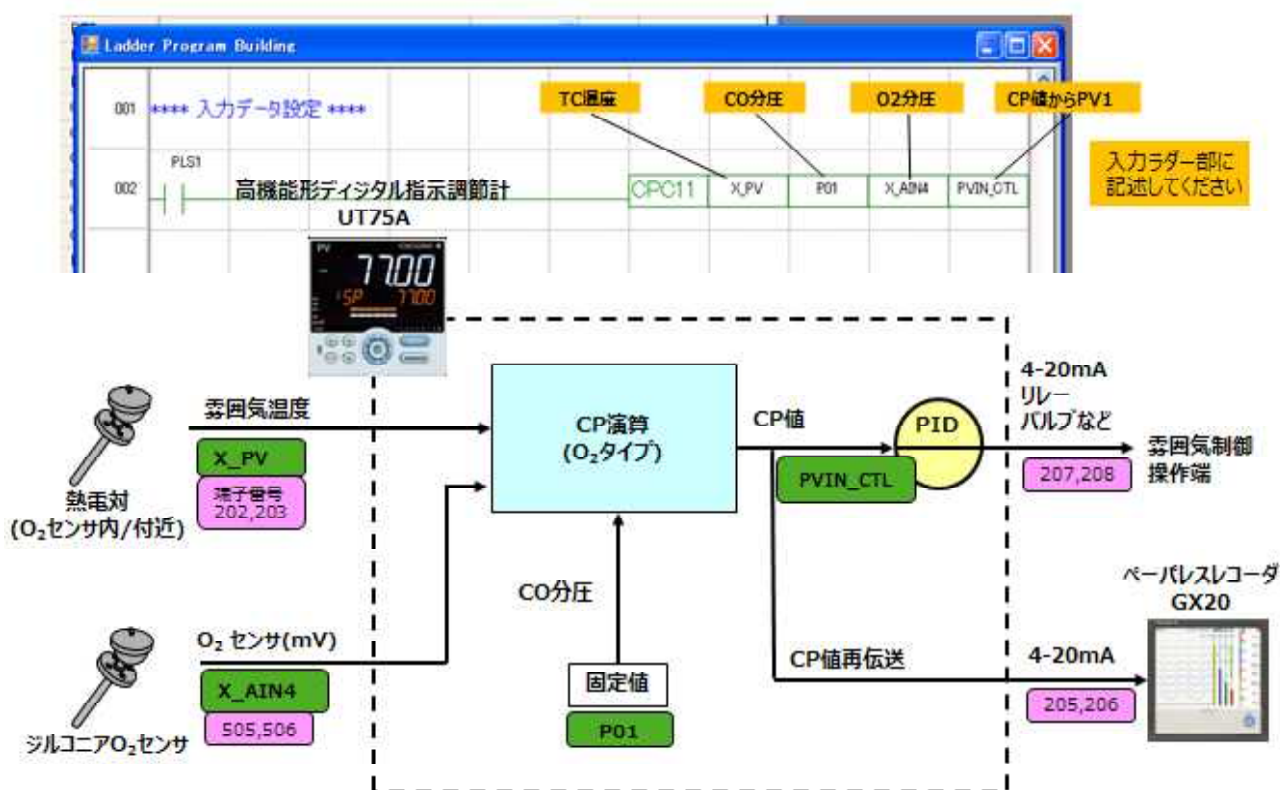 Ladder Program Building
TC温度
CO分圧
O2分圧
CP値からPV1
001 **** 入力データ設定 ****
入力ラダー部に
記述してください
PLS1
002
CPC11 X_PV P01 X_AIN4 PVIN_CTL
高機能形ディジタル指示調節計
UT75A
PV
77.00
SP 77.00
4-20mA
リレー
バルブなど
雰囲気温度
X_PV
端子番号
202,203
CP演算
(O₂タイプ)
CP値
PID
PVIN_CTL
207,208
雰囲気制御
操作端
熱電対
(O₂センサ内/付近)
CO分圧
ペーパレスレコーダ
GX20
O₂ センサ(mV)
X_AIN4
505,506
固定値
P01
CP値再伝送
4-20mA
205,206
ジルコニアO₂センサ